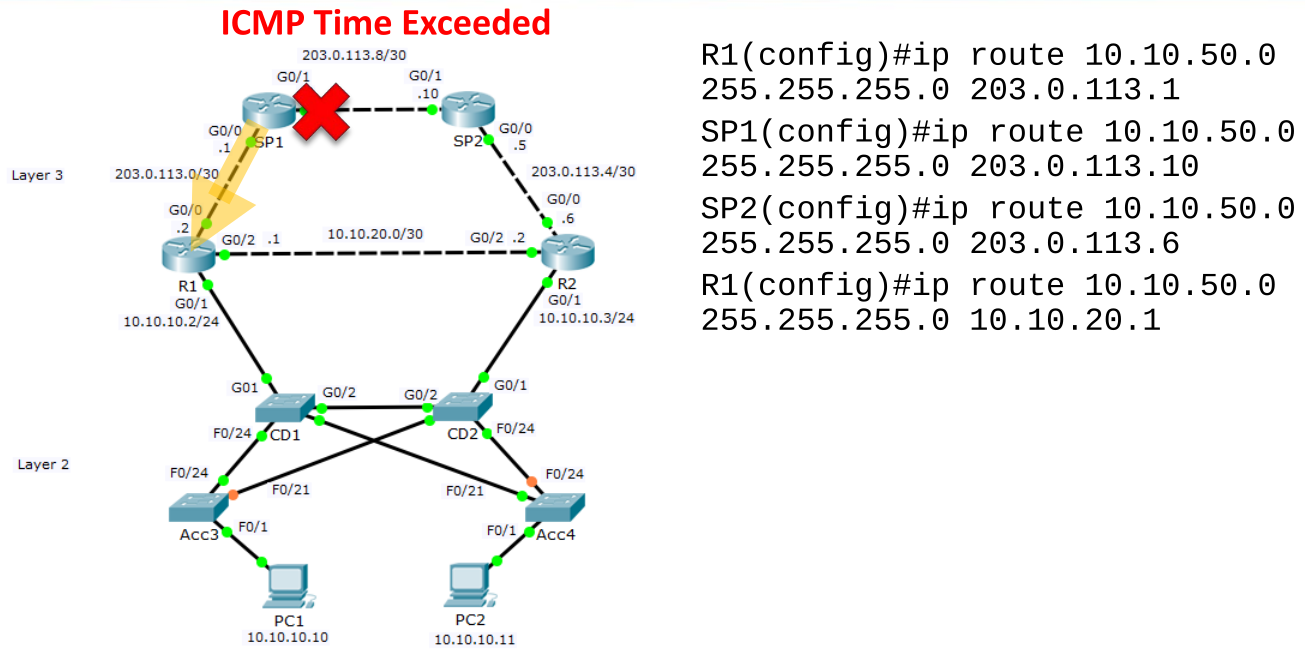 ICMP Time Exceeded
203.0.113.8/30
G0/1
G0/1
.10
G0/0
.1
SP1
SP2
G0/0
.5
Layer 3
203.0.113.0/30
203.0.113.4/30
G0/0
.2
G0/0
.6
G0/2 .1
10.10.20.0/30
G0/2 .2
R1
G0/1
10.10.10.2/24
R2
G0/1
10.10.10.3/24
G01
G0/2
G0/2
G0/1
F0/24
CD1
CD2
F0/24
Layer 2
F0/24
F0/21
F0/21
F0/24
Acc3
F0/1
F0/1
Acc4
PC1
10.10.10.10
PC2
10.10.10.11
R1(config)#ip route 10.10.50.0
255.255.255.0 203.0.113.1
SP1(config)#ip route 10.10.50.0
255.255.255.0 203.0.113.10
SP2(config)#ip route 10.10.50.0
255.255.255.0 203.0.113.6
R1(config)#ip route 10.10.50.0
255.255.255.0 10.10.20.1